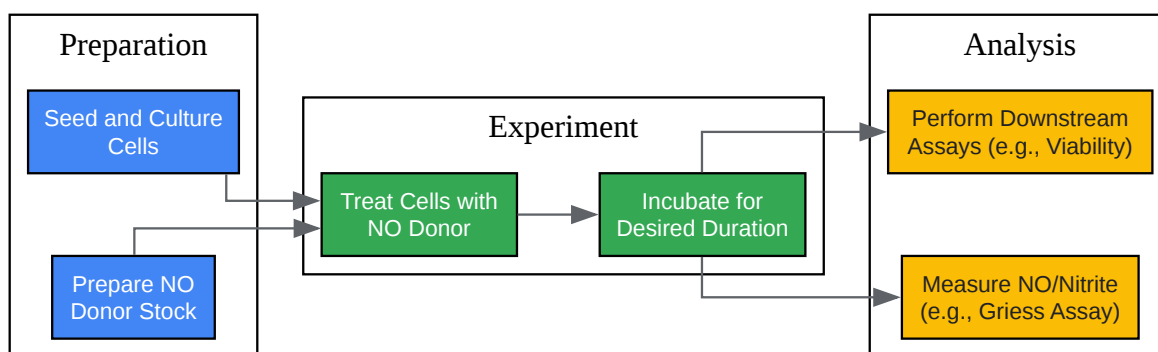 Preparation
Seed and Culture
Cells
Prepare NO
Donor Stock
Experiment
Treat Cells with
NO Donor
Incubate for
Desired Duration
Analysis
Perform Downstream
Assays (e.g., Viability)
Measure NO/Nitrite
(e.g., Griess Assay)